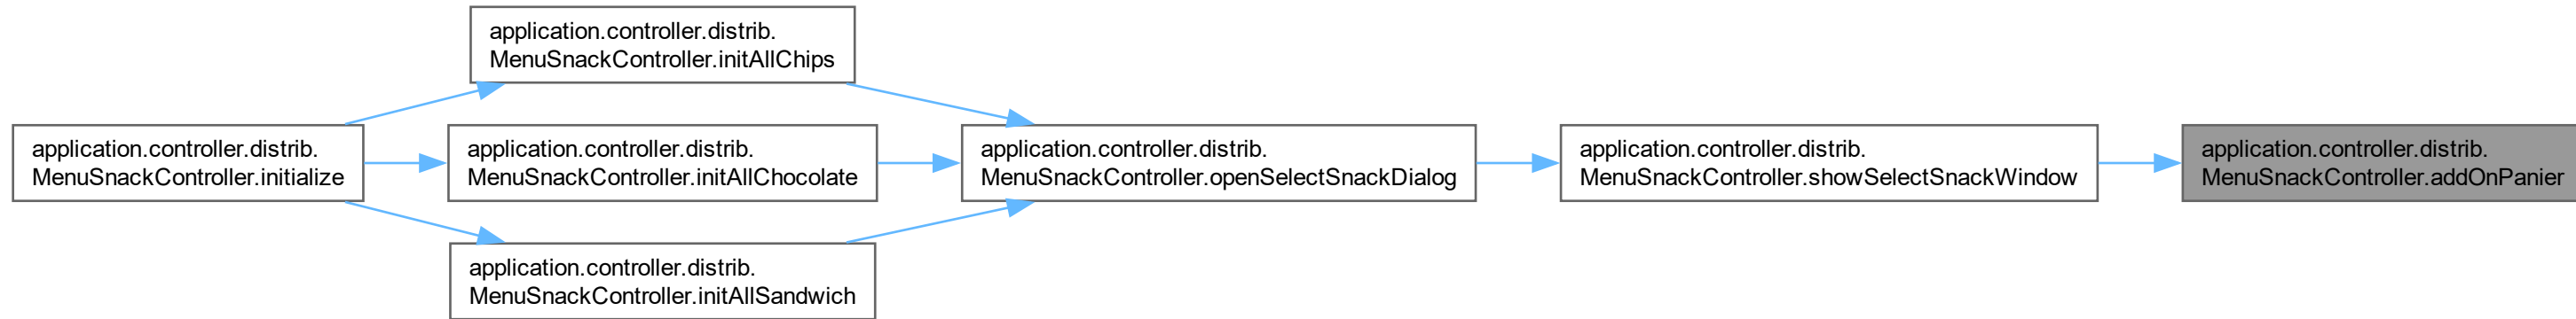 application.controller.distrib.
MenuSnackController.initialize
application.controller.distrib.
MenuSnackController.initAllChips
application.controller.distrib.
MenuSnackController.initAllChocolate
application.controller.distrib.
MenuSnackController.initAllSandwich
application.controller.distrib.
MenuSnackController.openSelectSnackDialog
application.controller.distrib.
MenuSnackController.showSelectSnackWindow
application.controller.distrib.
MenuSnackController.addOnPanier